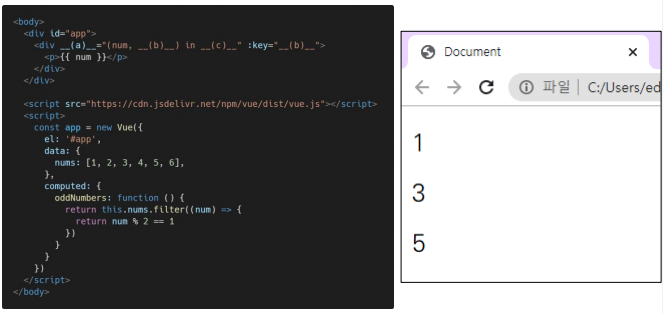 <body>
<div id="app">
<div __(a)__="(num, __(b)__) in __(c)__" :key="__(b)__">
<p>{{ num }}</p>
</div>
</div>
<script src="https://cdn.jsdelivr.net/npm/vue/dist/vue.js"></script>
<script>
const app = new Vue({
el: '#app',
data: {
nums: [1, 2, 3, 4, 5, 6],
},
computed: {
oddNumbers: function () {
return this.nums.filter((num) => {
return num % 2 == 1
})
}
}
})
</script>
</body>
Document
파일 C:/Users/ed
1
3
5